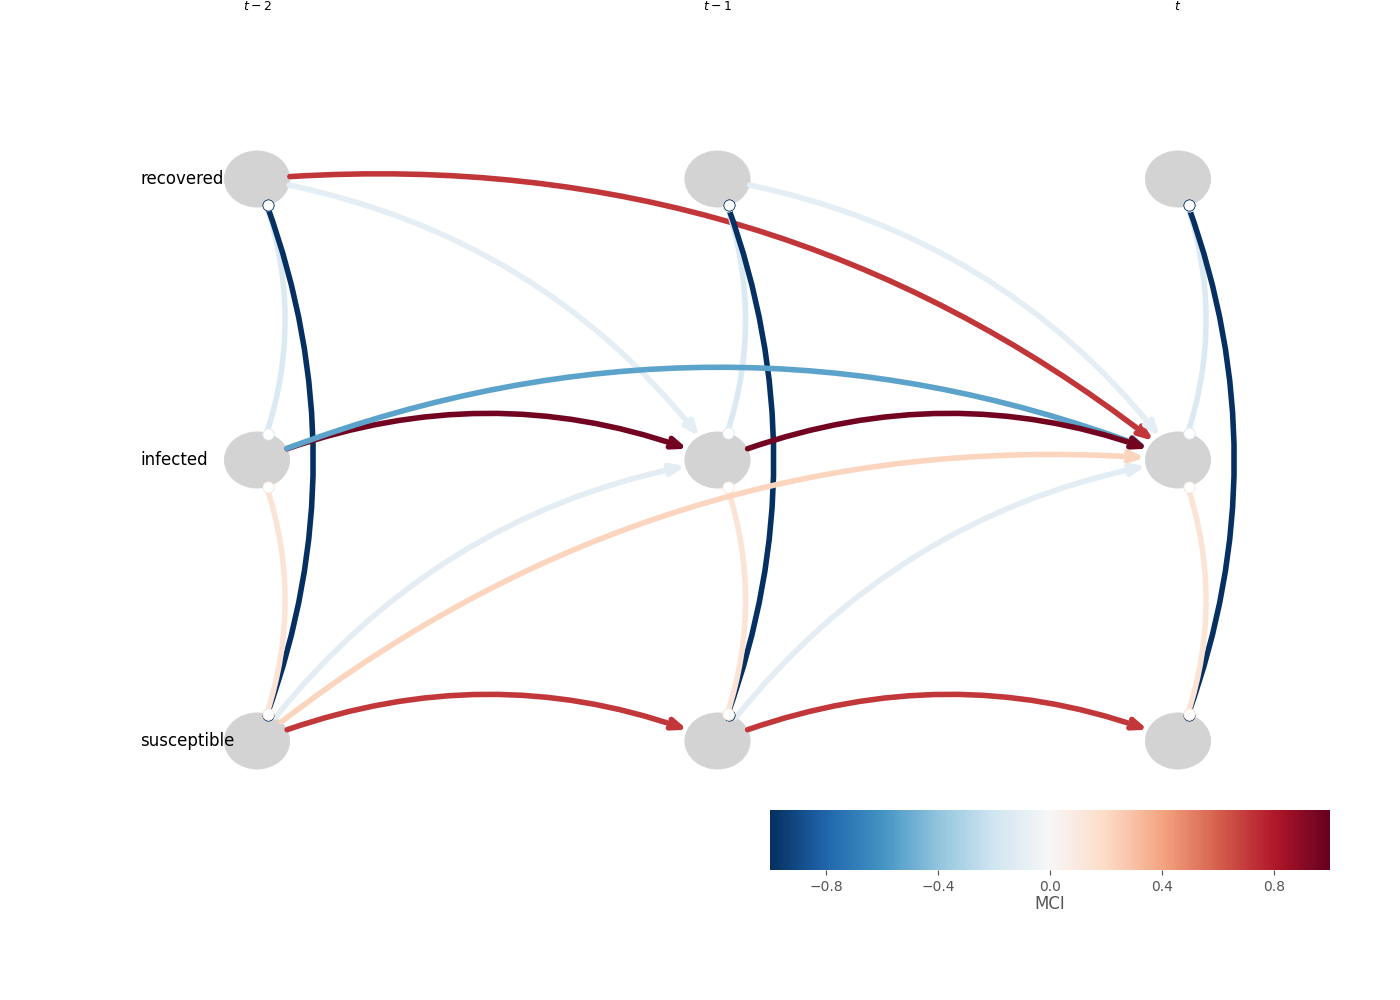 t − 2 t − 1 t
recovered
infected
susceptible
−0.8 −0.4 0.0 0.4 0.8
MCI